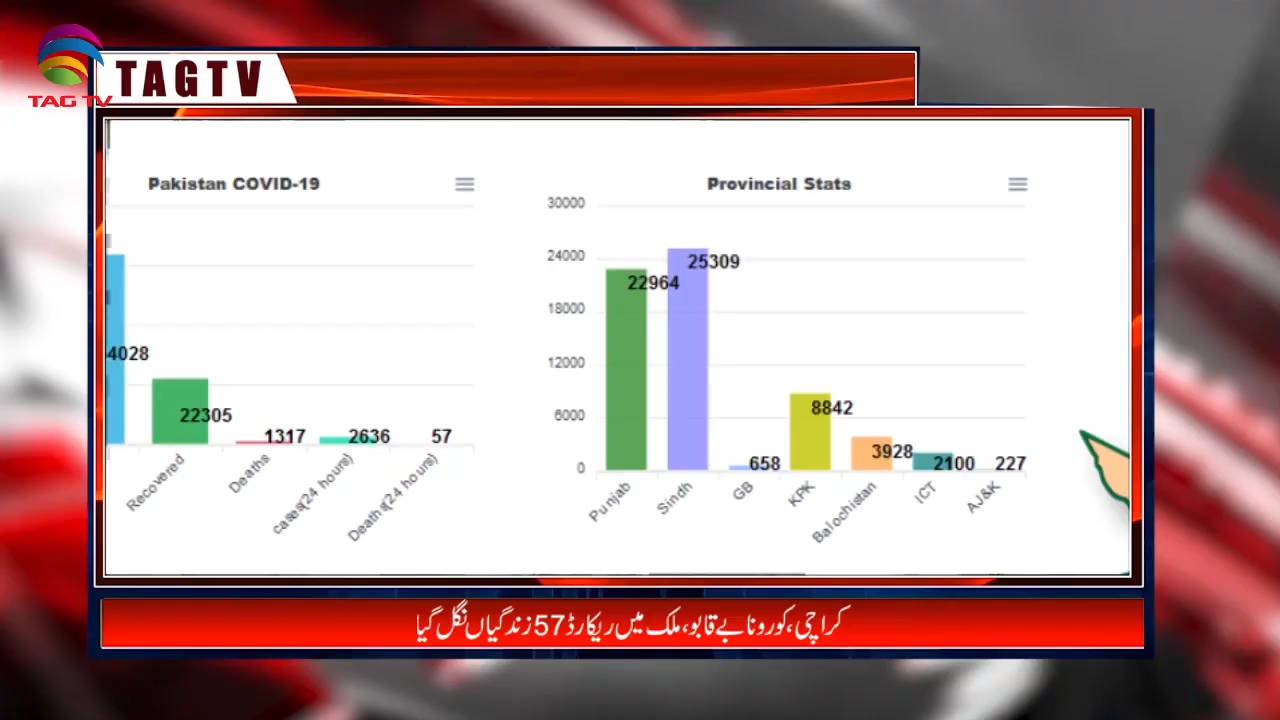 TAG TV
TAGTV
Pakistan COVID-19
4028
22305
1317
2636
57
Recovered
Deaths
cases(24 hours)
Deaths(24 hours)
Provincial Stats
30000
24000
18000
12000
6000
0
22964
25309
658
8842
3928
2100
227
Punjab
Sindh
GB
KPK
Balochistan
ICT
AJ&K
کراچی، کورونا بے قابو، ملک میں ریکارڈ 57 زندگیاں نگل گیا